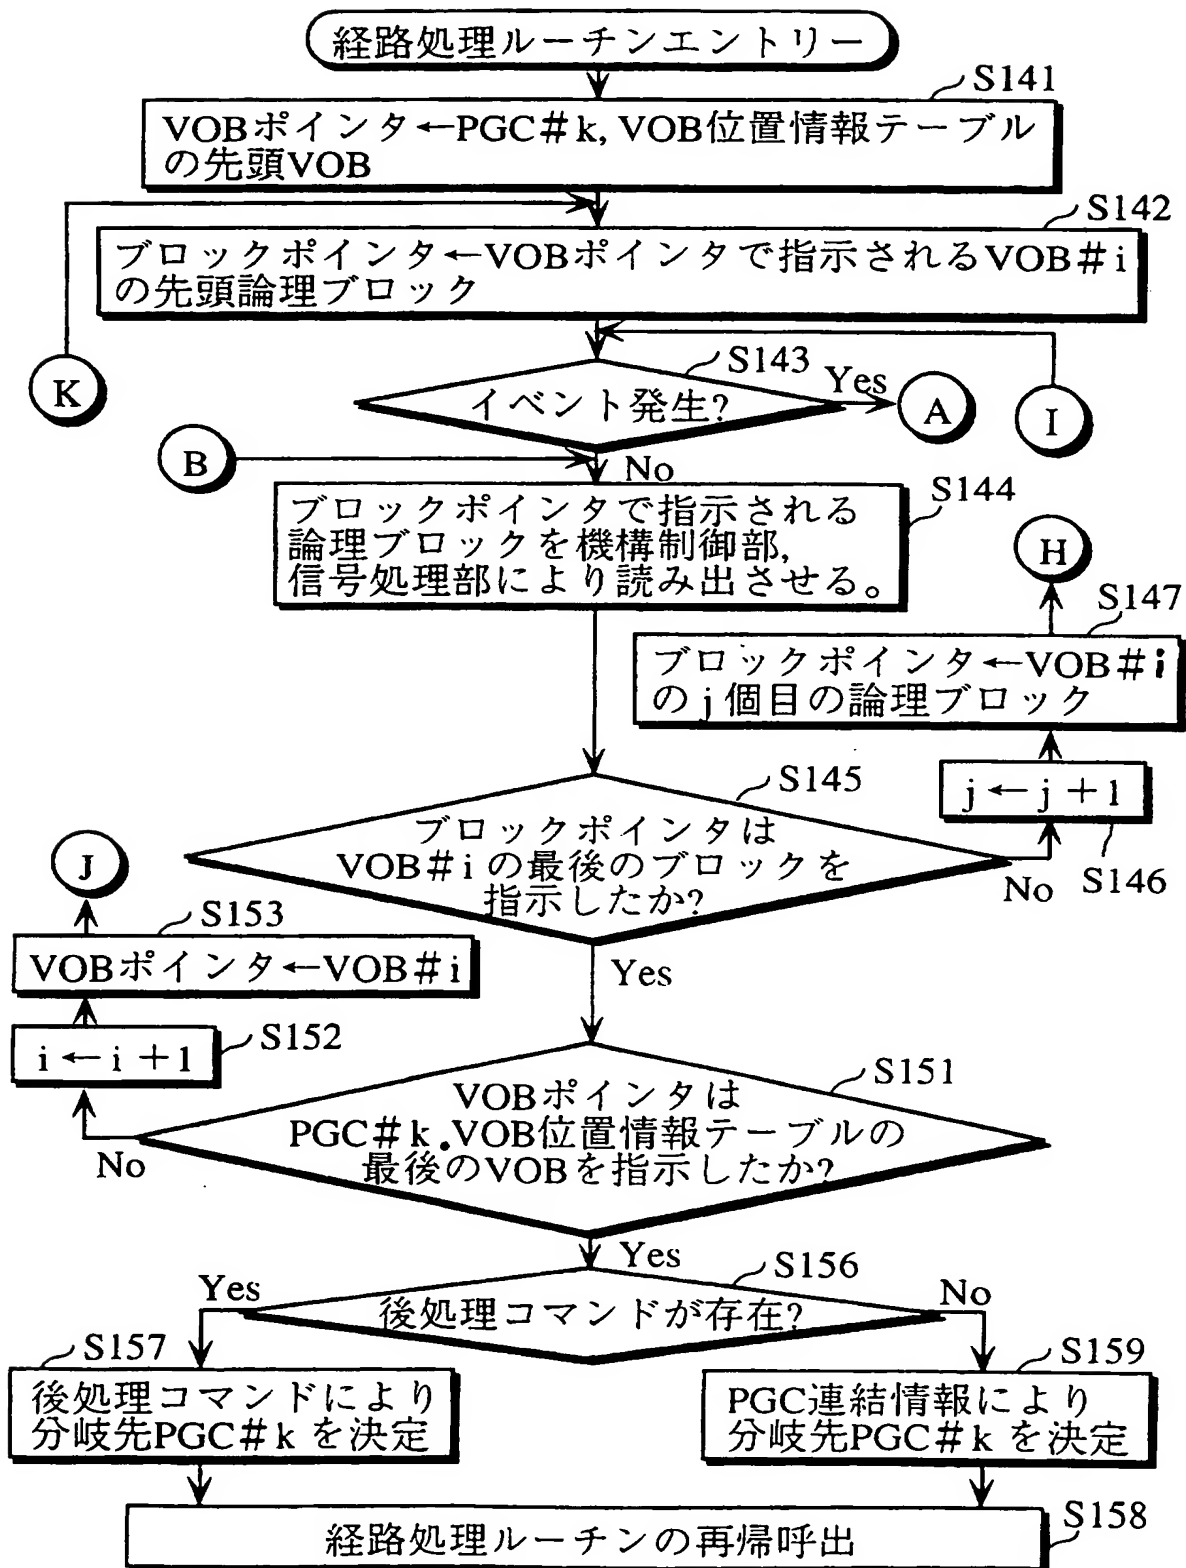 経路処理ルーチンエントリー
S141
VOBポインタ←PGC#k, VOB位置情報テーブル
の先頭VOB
S142
ブロックポインタ←VOBポインタで指示されるVOB#i
の先頭論理ブロック
K
S143
イベント発生?
Yes
A
I
B
No
S144
ブロックポインタで指示される
論理ブロックを機構制御部,
信号処理部により読み出させる。
H
S147
ブロックポインタ←VOB#i
のj個目の論理ブロック
j←j+1
S146
S145
ブロックポインタは
VOB#iの最後のブロックを
指示したか?
No
Yes
J
S153
VOBポインタ←VOB#i
S152
i←i+1
S151
VOBポインタは
PGC#k.VOB位置情報テーブルの
最後のVOBを指示したか?
No
Yes
S156
後処理コマンドが存在?
Yes
No
S157
後処理コマンドにより
分岐先PGC#kを決定
S159
PGC連結情報により
分岐先PGC#kを決定
S158
経路処理ルーチンの再帰呼出